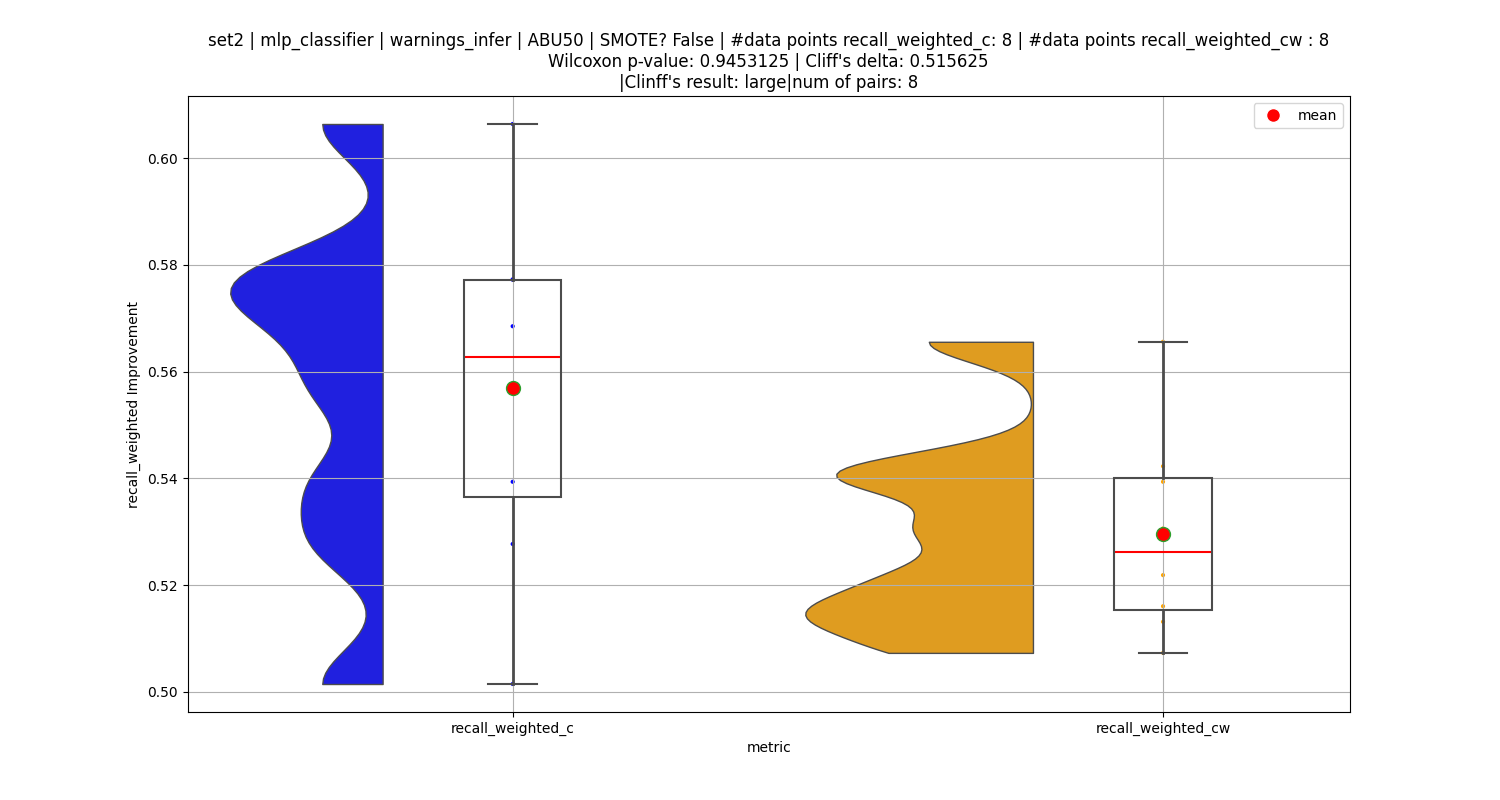 set2 | mlp_classifier | warnings_infer | ABU50 | SMOTE? False | #data points recall_weighted_c: 8 | #data points recall_weighted_cw : 8
Wilcoxon p-value: 0.9453125 | Cliff's delta: 0.515625
|Clinff's result: large|num of pairs: 8
mean
0.60
0.58
0.56
0.54
0.52
0.50
recall_weighted Improvement
recall_weighted_c
recall_weighted_cw
metric